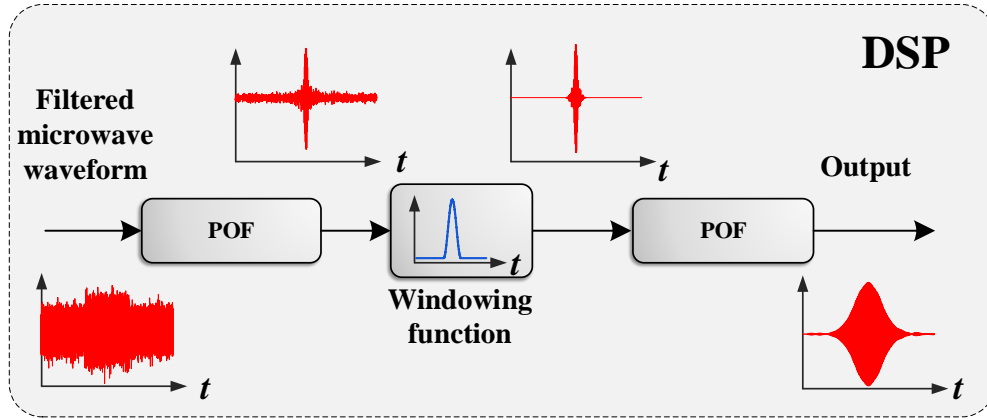 DSP
Filtered
microwave
waveform
t
t
Output
POF
t
POF
Windowing
function
t
t